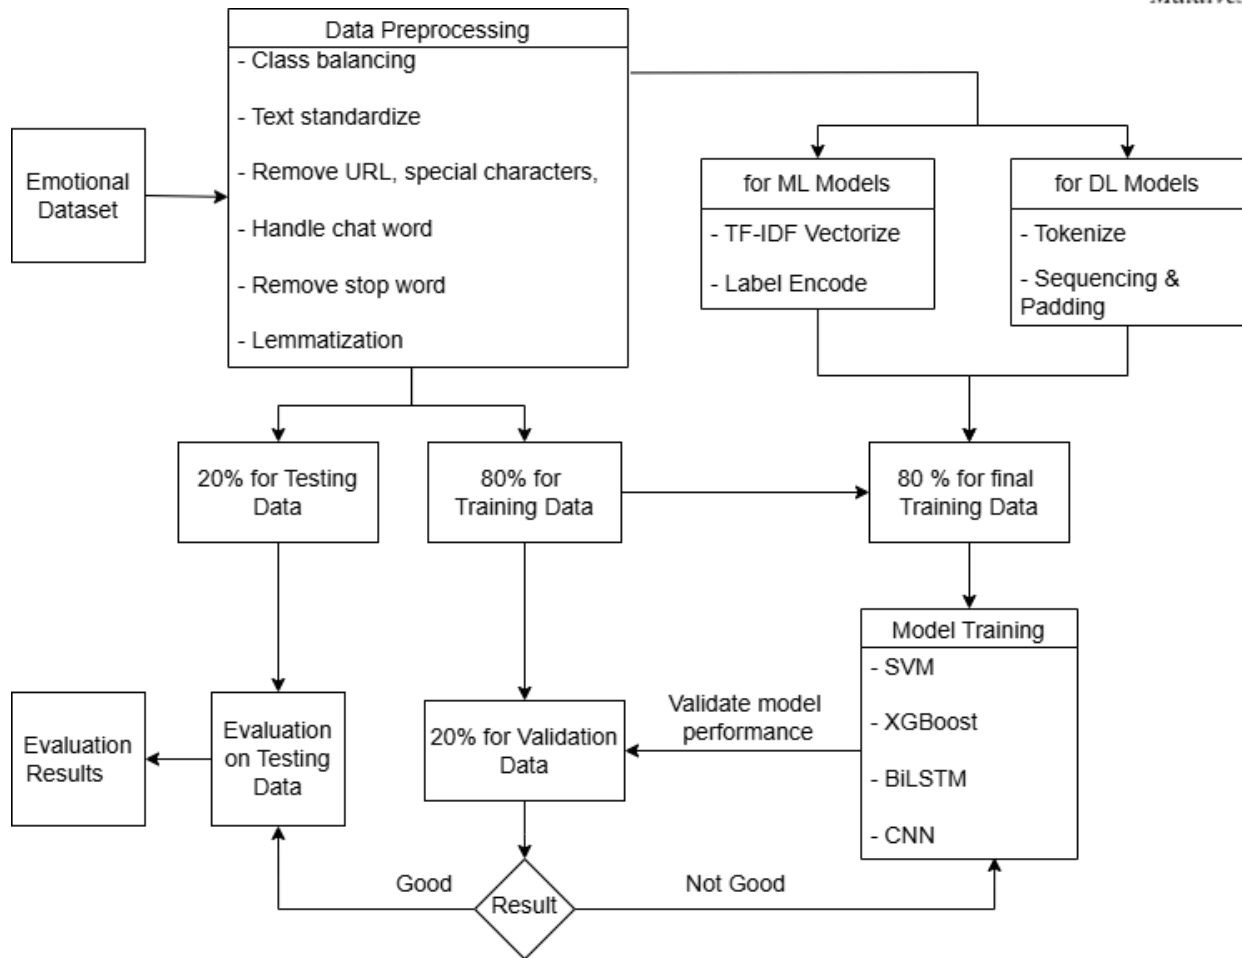 Data Preprocessing
- Class balancing
- Text standardize
- Remove URL, special characters,
- Handle chat word
- Remove stop word
- Lemmatization
Emotional
Dataset
for ML Models
- TF-IDF Vectorize
- Label Encode
for DL Models
- Tokenize
- Sequencing &
Padding
20% for Testing
Data
80% for
Training Data
80 % for final
Training Data
Model Training
- SVM
- XGBoost
- BiLSTM
- CNN
Validate model
performance
20% for Validation
Data
Evaluation
on Testing
Data
Evaluation
Results
Good
Result
Not Good